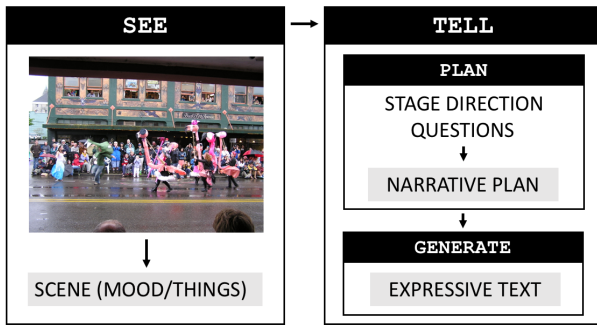 SEE
SCENE (MOOD/THINGS)
TELL
PLAN
STAGE DIRECTION
QUESTIONS
NARRATIVE PLAN
GENERATE
EXPRESSIVE TEXT